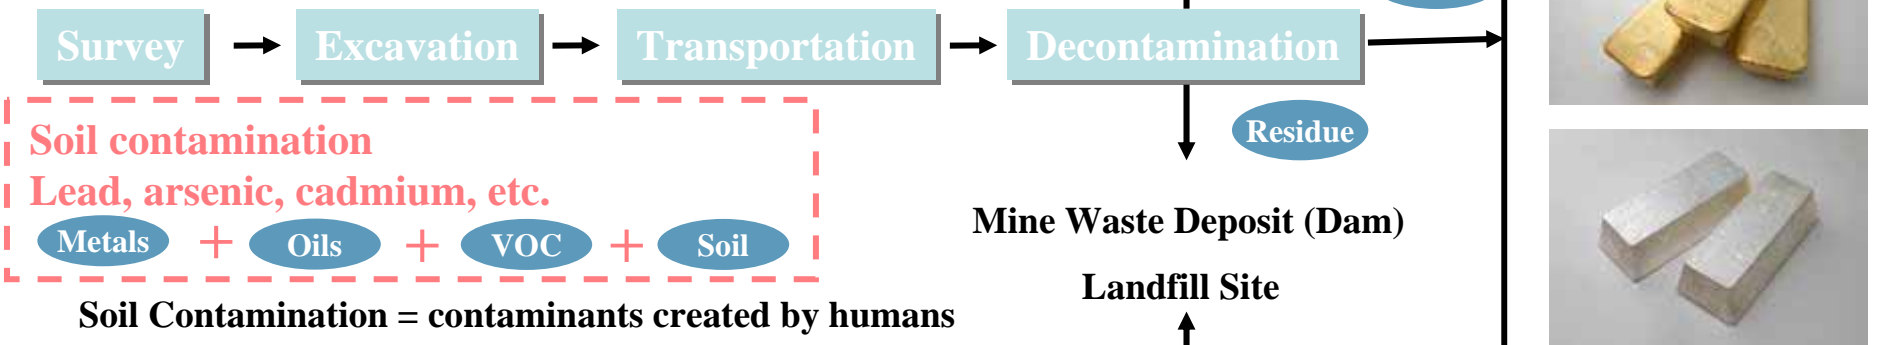 Survey
Excavation
Transportation
Decontamination
Residue
Soil contamination
Lead, arsenic, cadmium, etc.
Metals + Oils + VOC + Soil
Mine Waste Deposit (Dam)
Landfill Site
Soil Contamination = contaminants created by humans